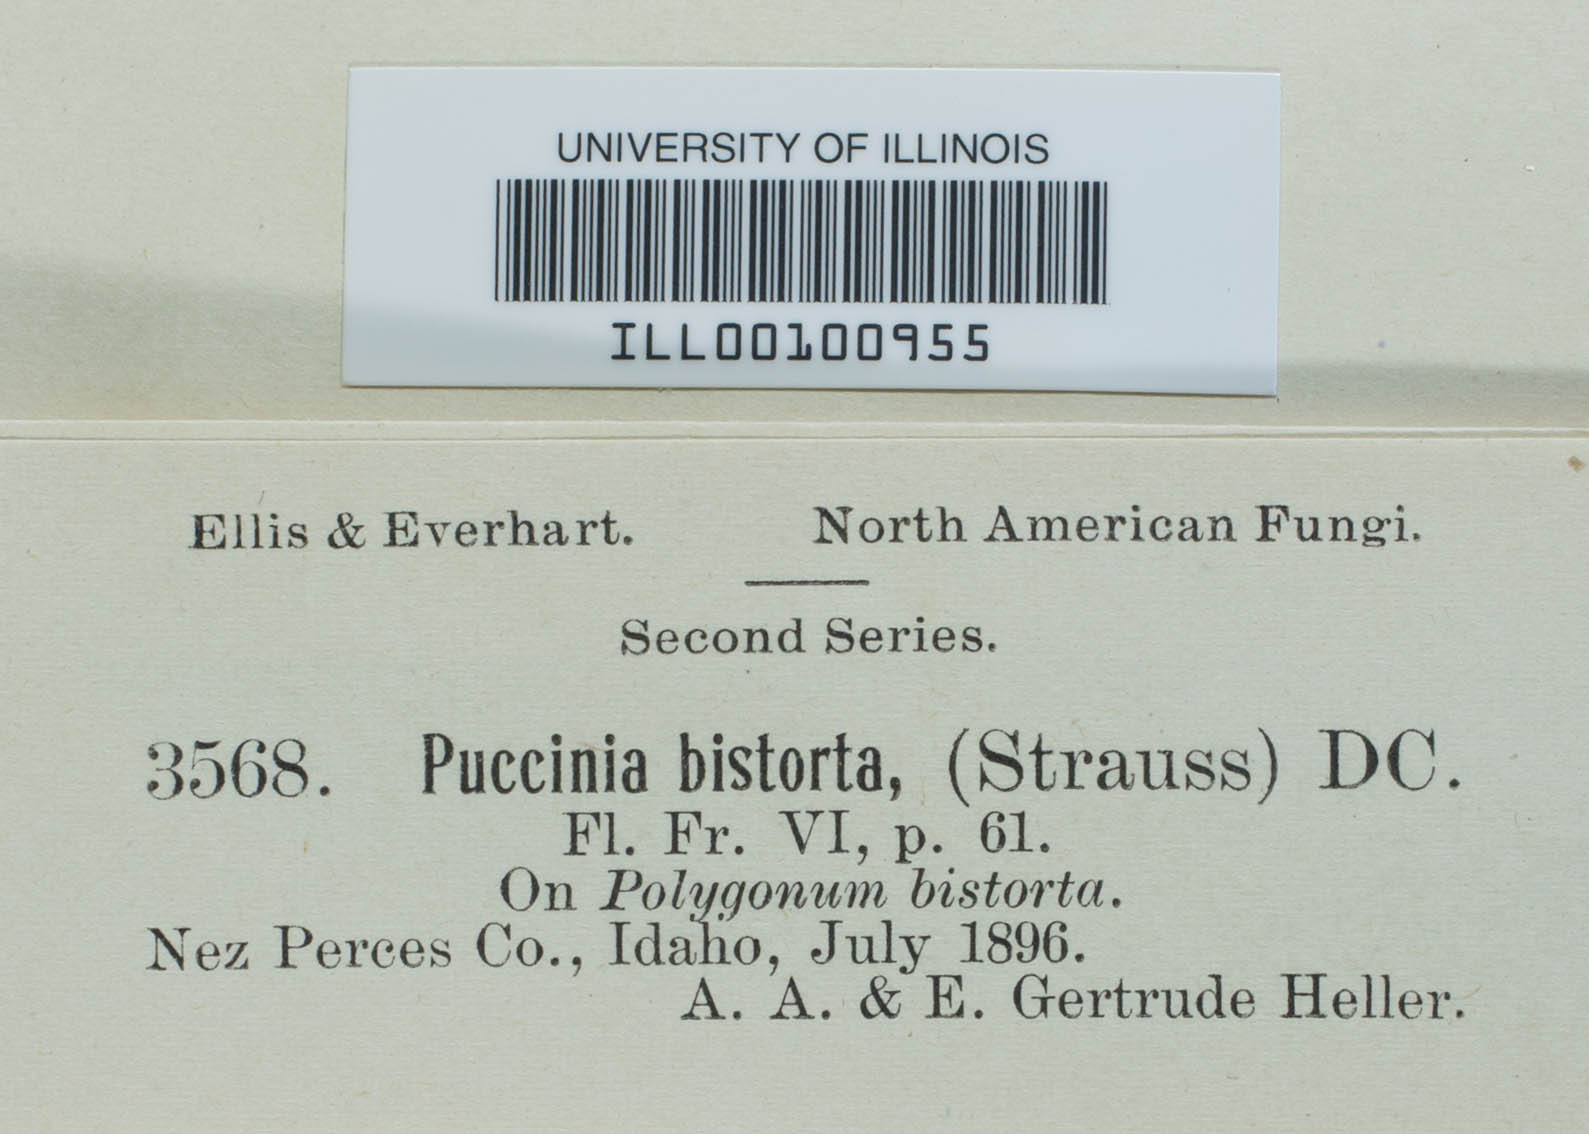 UNIVERSITY OF ILLINOIS
ILL00100955
Ellis & Everhart. North American Fungi.
Second Series.
3568. Puccinia bistorta, (Strauss) DC.
Fl. Fr. VI, p. 61.
On Polygonum bistorta.
Nez Perces Co., Idaho, July 1896.
A. A. & E. Gertrude Heller.